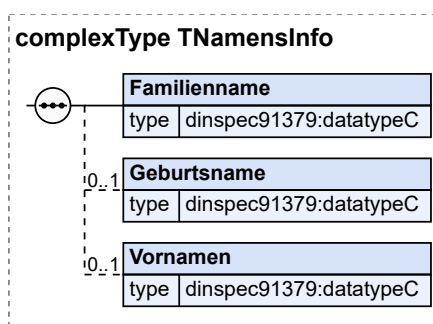 complexType TNamensInfo
Familienname
type dinspec91379:datatypeC
0..1 Geburtsname
type dinspec91379:datatypeC
0..1 Vornamen
type dinspec91379:datatypeC